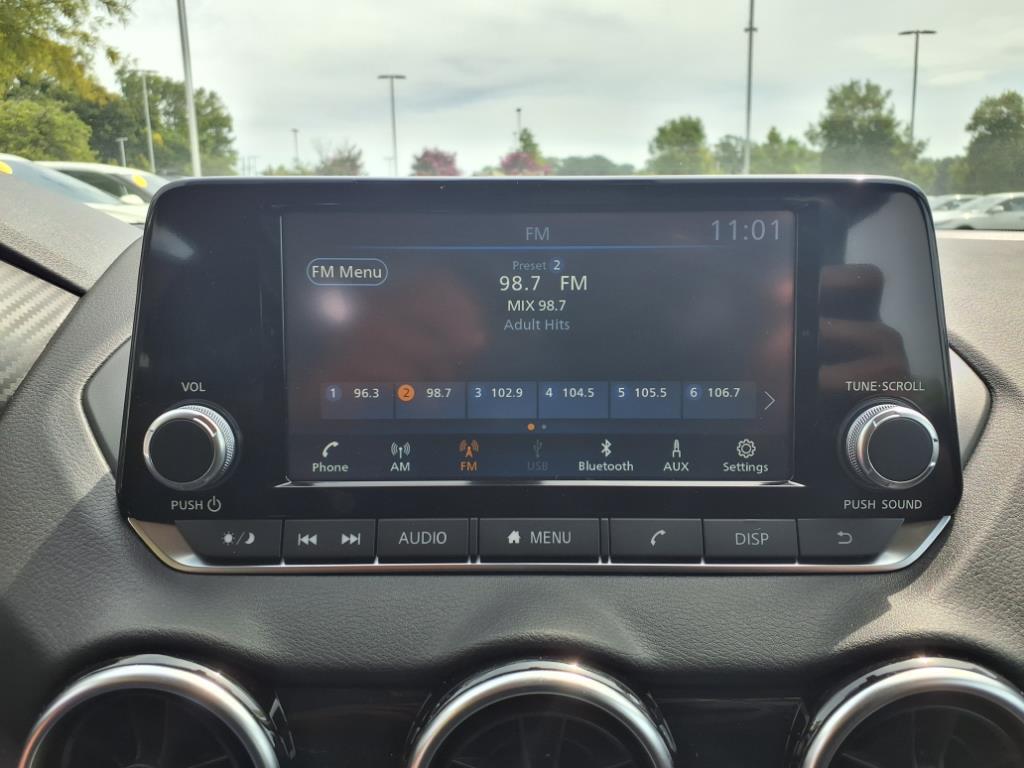 FM
11:01
FM Menu
Preset 2
98.7 FM
MIX 98.7
Adult Hits
1 96.3 2 98.7 3 102.9 4 104.5 5 105.5 6 106.7
Phone AM FM USB Bluetooth AUX Settings
VOL
PUSH
TUNE·SCROLL
PUSH SOUND
AUDIO MENU DISP